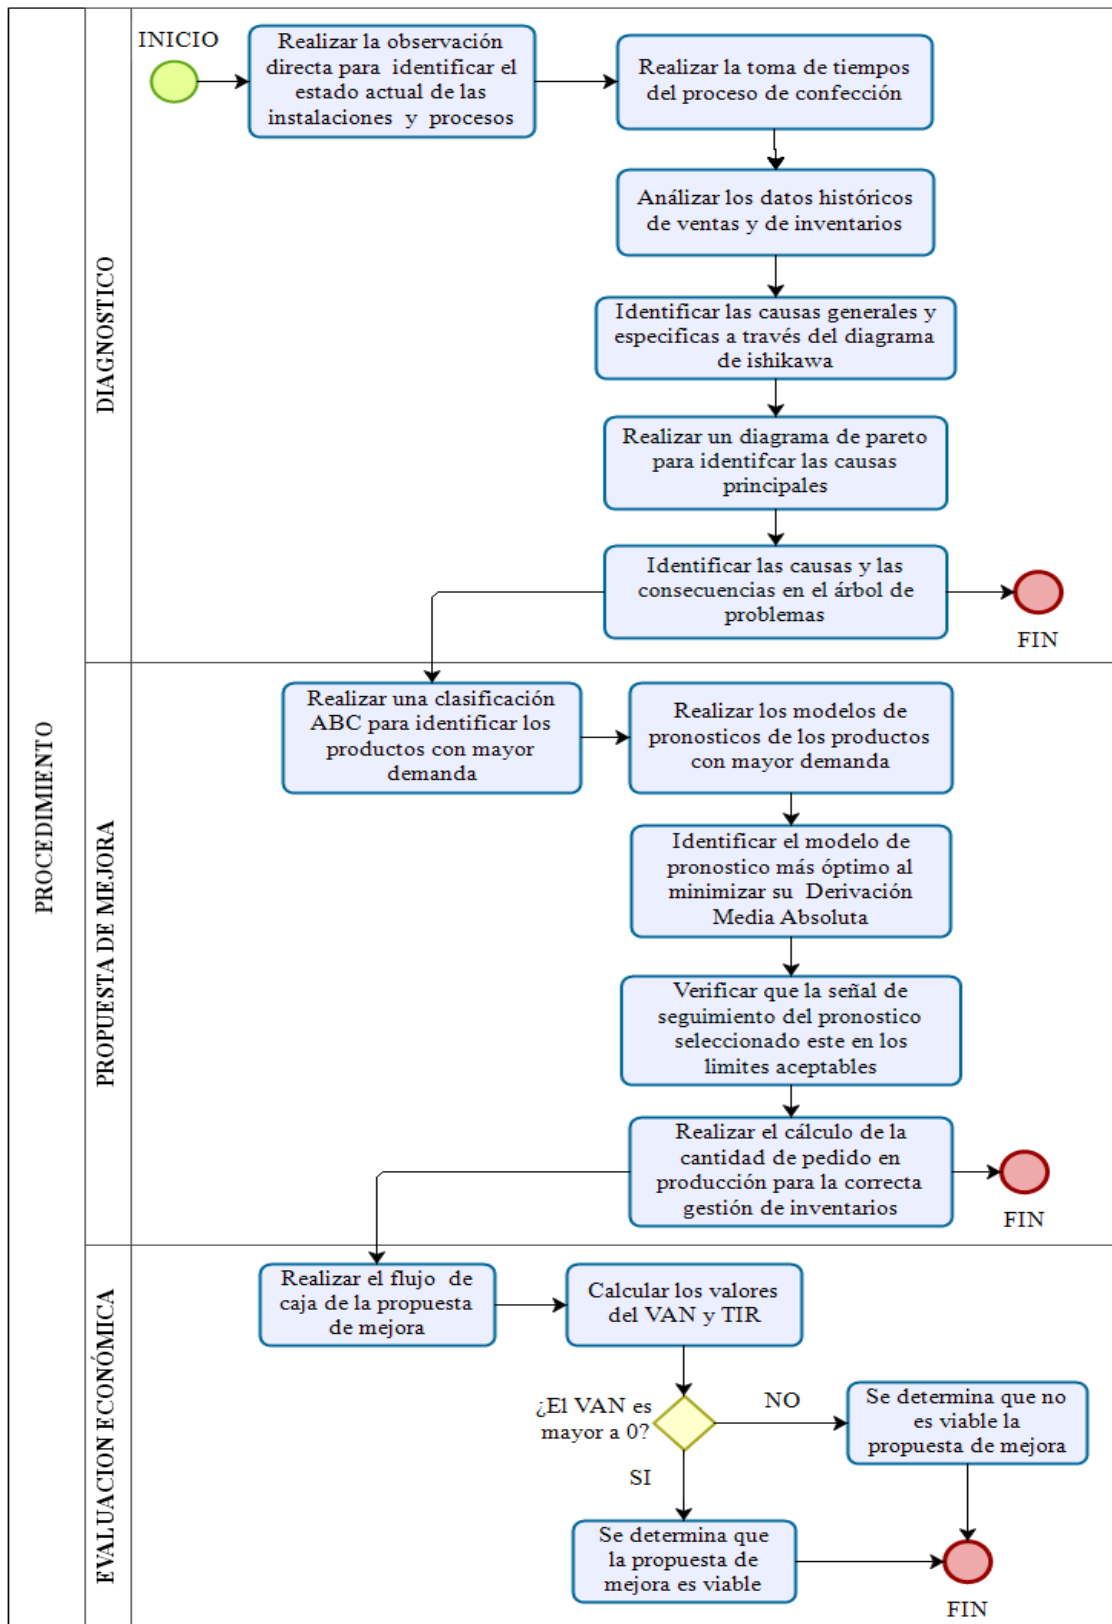 PROCEDIMIENTO
DIAGNOSTICO
INICIO
Realizar la observación
directa para identificar el
estado actual de las
instalaciones y procesos
Realizar la toma de tiempos
del proceso de confección
Análizar los datos históricos
de ventas y de inventarios
Identificar las causas generales y
especificas a través del diagrama
de ishikawa
Realizar un diagrama de pareto
para identifcar las causas
principales
Identificar las causas y las
consecuencias en el árbol de
problemas
FIN
PROPUESTA DE MEJORA
Realizar una clasificación
ABC para identificar los
productos con mayor
demanda
Realizar los modelos de
pronosticos de los productos
con mayor demanda
Identificar el modelo de
pronostico más óptimo al
minimizar su Derivación
Media Absoluta
Verificar que la señal de
seguimiento del pronostico
seleccionado este en los
limites aceptables
Realizar el cálculo de la
cantidad de pedido en
producción para la correcta
gestión de inventarios
FIN
EVALUACION ECONÓMICA
Realizar el flujo de
caja de la propuesta
de mejora
Calcular los valores
del VAN y TIR
¿El VAN es
mayor a 0?
NO
Se determina que no
es viable la
propuesta de mejora
SI
Se determina que
la propuesta de
mejora es viable
FIN